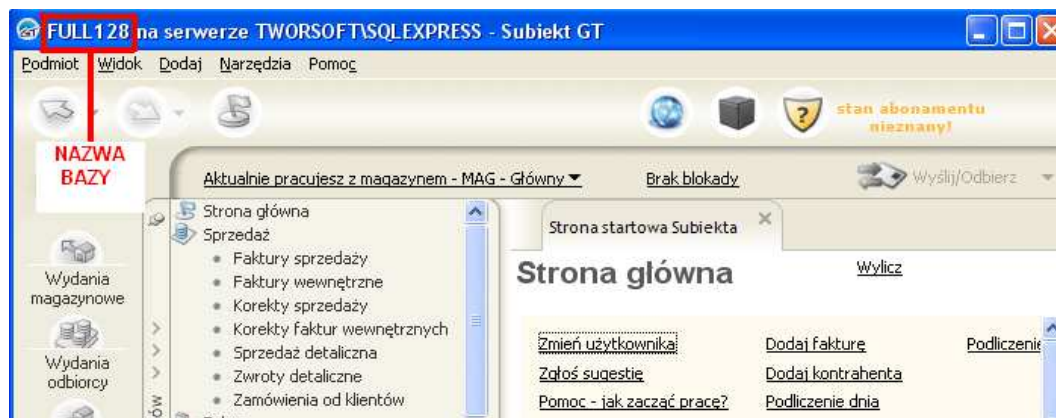 FULL128 na serwerze TWORSOFT\SQLEXPRESS - Subiekt GT
Podmiot Widok Dodaj Narzędzia Pomoc
stan abonamentu
nieznany!
NAZWA
BAZY
Aktualnie pracujesz z magazynem - MAG - Główny Brak blokady Wyślij/Odbierz
Strona główna
Sprzedaż
Faktury sprzedaży
Faktury wewnętrzne
Korekty sprzedaży
Korekty faktur wewnętrznych
Sprzedaż detaliczna
Zwroty detaliczne
Zamówienia od klientów
Wydania
magazynowe
Wydania
odbiorcy
Strona startowa Subiekta
Strona główna Wylicz
Zmień użytkownika Dodaj fakturę Podliczenie
Zgłoś sugestię Dodaj kontrahenta
Pomoc - jak zacząć pracę? Podliczenie dnia